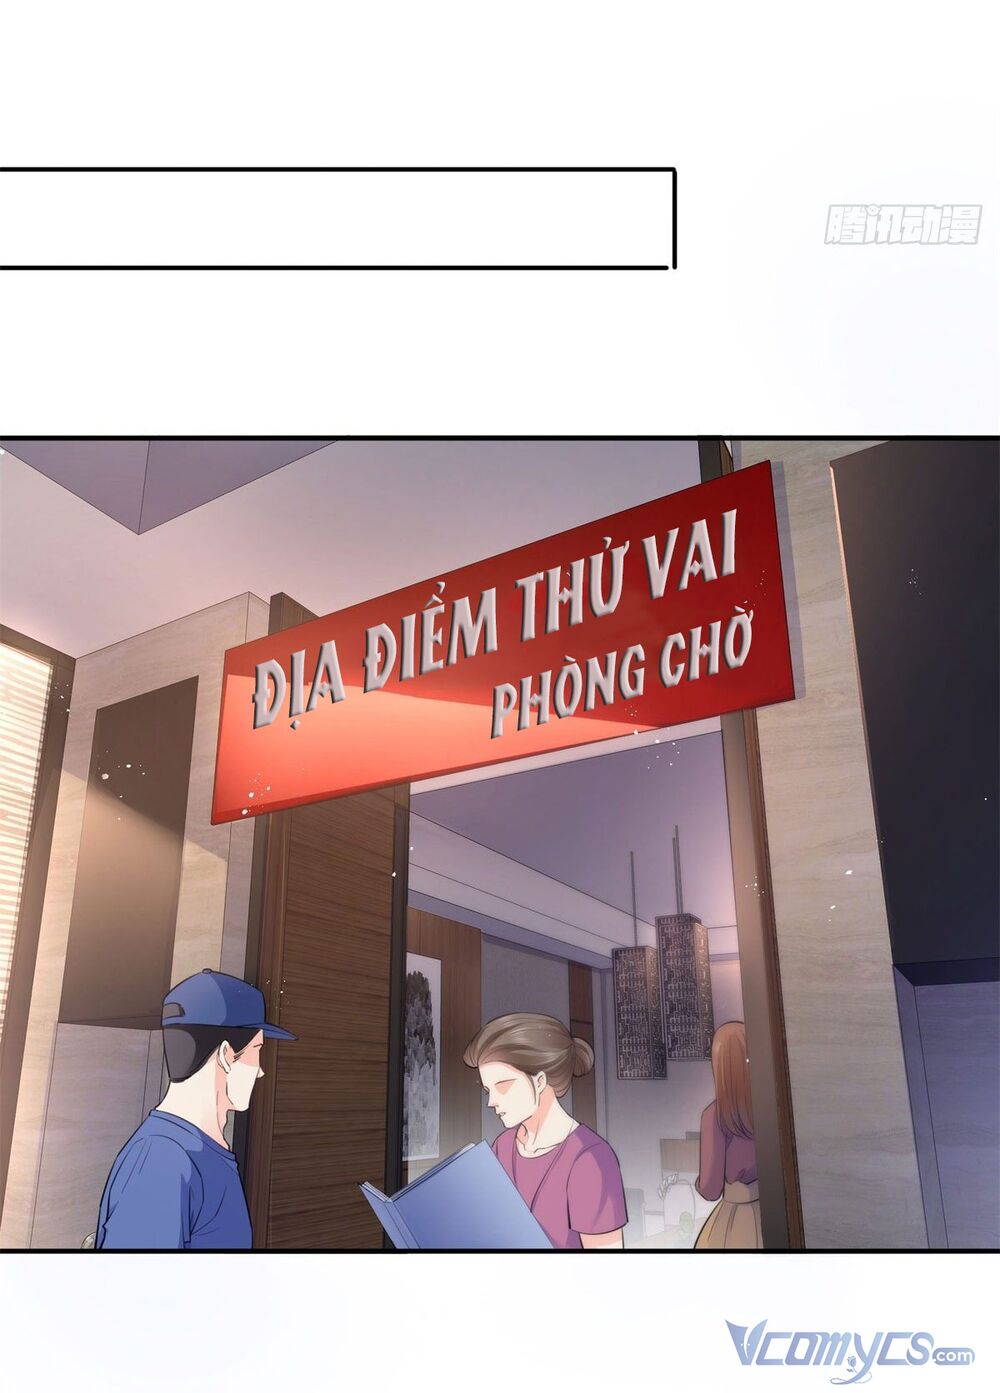 腾讯动漫
ĐỊA ĐIỂM THỬ VAI
PHÒNG CHỜ
Vcomycs.com